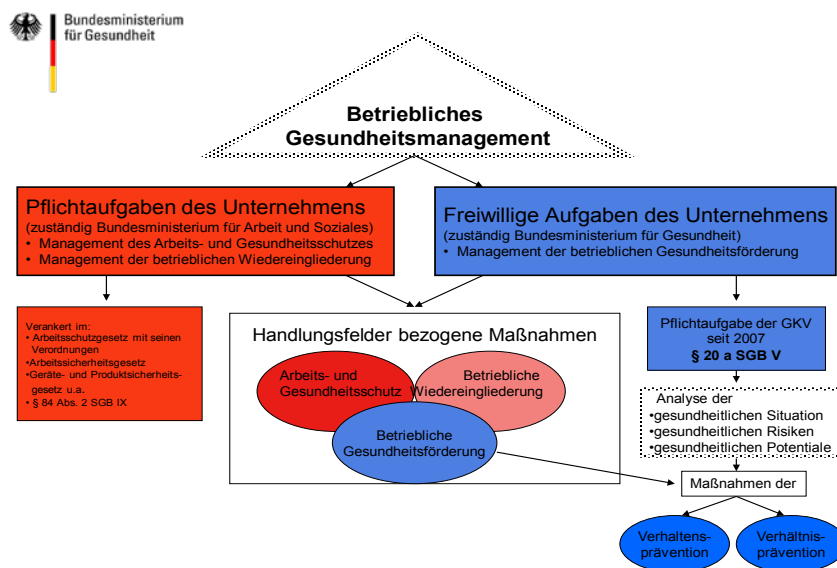 Bundesministerium
für Gesundheit
Betriebliches
Gesundheitsmanagement
Pflichtaufgaben des Unternehmens
(zuständig Bundesministerium für Arbeit und Soziales)
• Management des Arbeits- und Gesundheitsschutzes
• Management der betrieblichen Wiedereingliederung
Freiwillige Aufgaben des Unternehmens
(zuständig Bundesministerium für Gesundheit)
• Management der betrieblichen Gesundheitsförderung
Verankert im:
• Arbeitsschutzgesetz mit seinen
Verordnungen
•Arbeitssicherheitsgesetz
•Geräte- und Produktsicherheits-
gesetz u.a.
• § 84 Abs. 2 SGB IX
Handlungsfelder bezogene Maßnahmen
Arbeits- und
Gesundheitsschutz
Betriebliche
Wiedereingliederung
Betriebliche
Gesundheitsförderung
Pflichtaufgabe der GKV
seit 2007
§ 20 a SGB V
Analyse der
•gesundheitlichen Situation
•gesundheitlichen Risiken
•gesundheitlichen Potentiale
Maßnahmen der
Verhaltens-
prävention
Verhältnis-
prävention